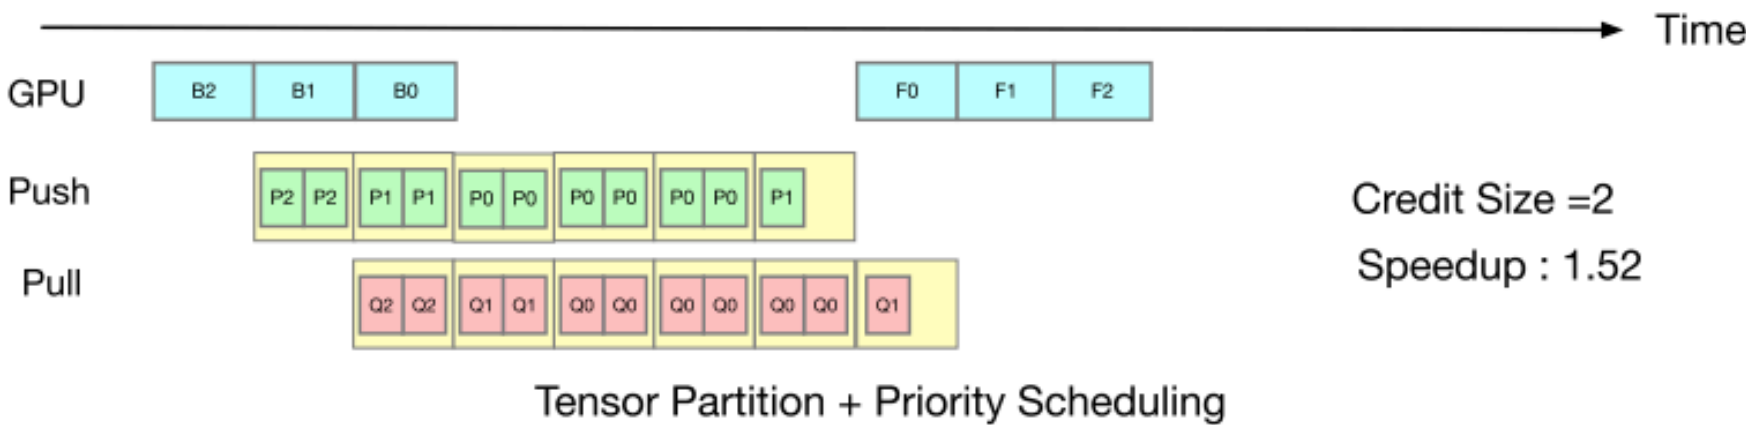 Time
GPU B2 B1 B0 F0 F1 F2
Push P2 P2 P1 P1 P0 P0 P0 P0 P0 P0 P1
Credit Size =2
Pull Q2 Q2 Q1 Q1 Q0 Q0 Q0 Q0 Q0 Q0 Q1
Speedup : 1.52
Tensor Partition + Priority Scheduling